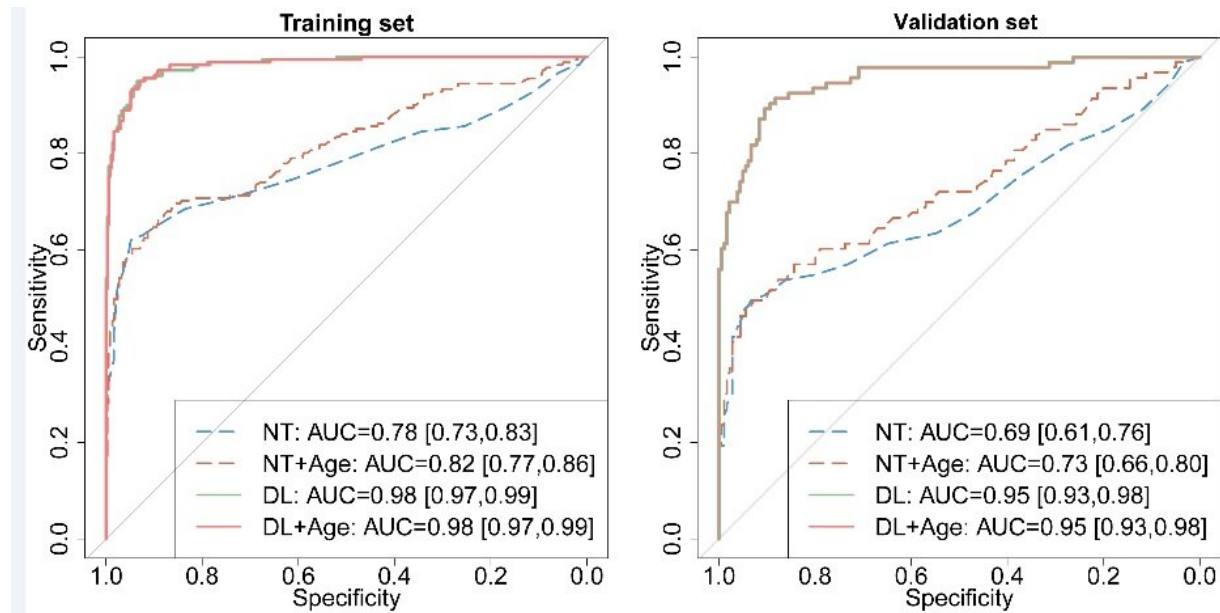 Training set
Sensitivity
1.0
0.8
0.6
0.4
0.2
0.0
NT: AUC=0.78 [0.73,0.83]
NT+Age: AUC=0.82 [0.77,0.86]
DL: AUC=0.98 [0.97,0.99]
DL+Age: AUC=0.98 [0.97,0.99]
1.0 0.8 0.6 0.4 0.2 0.0
Specificity
Validation set
Sensitivity
1.0
0.8
0.6
0.4
0.2
0.0
NT: AUC=0.69 [0.61,0.76]
NT+Age: AUC=0.73 [0.66,0.80]
DL: AUC=0.95 [0.93,0.98]
DL+Age: AUC=0.95 [0.93,0.98]
1.0 0.8 0.6 0.4 0.2 0.0
Specificity